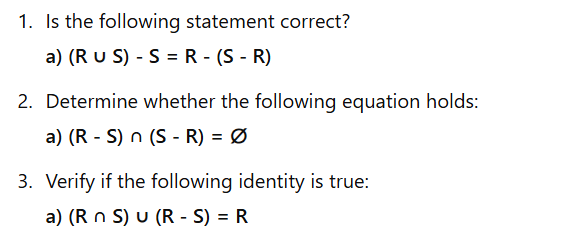 1. Is the following statement correct?
a) (R ∪ S) - S = R - (S - R)
2. Determine whether the following equation holds:
a) (R - S) ∩ (S - R) = Ø
3. Verify if the following identity is true:
a) (R ∩ S) ∪ (R - S) = R